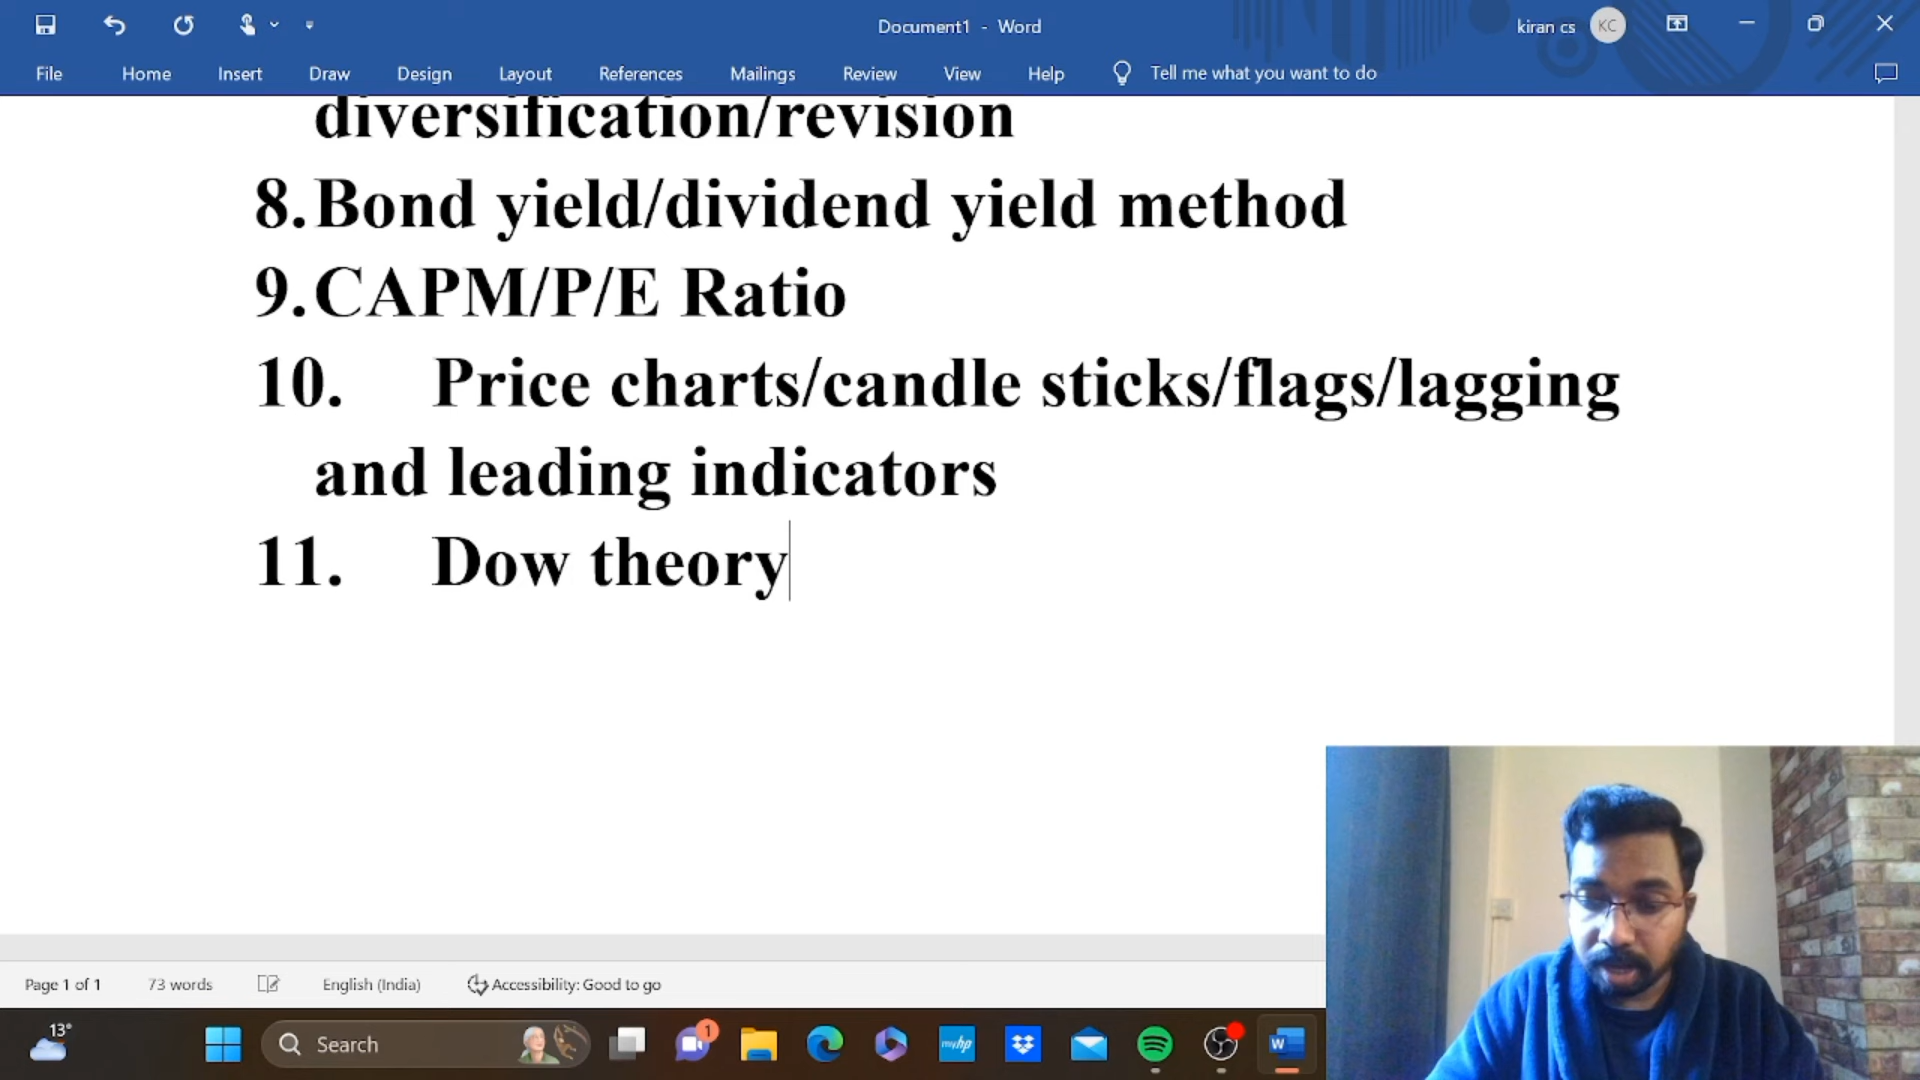 Document1 - Word
kiran cs
KC
File Home Insert Draw Design Layout References Mailings Review View Help Tell me what you want to do
diversification/revision
8. Bond yield/dividend yield method
9. CAPM/P/E Ratio
10. Price charts/candle sticks/flags/lagging
and leading indicators
11. Dow theory
Page 1 of 1 73 words English (India) Accessibility: Good to go
13°
Search
1
myhp
W